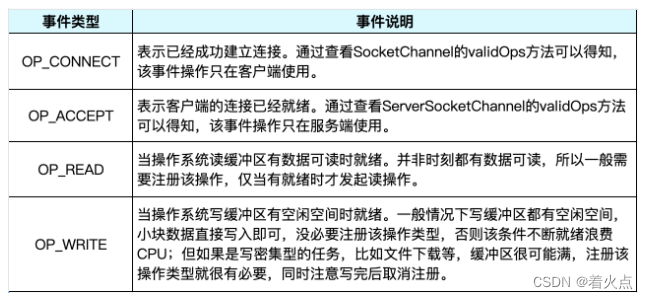 事件类型 事件说明
OP_CONNECT
表示已经成功建立连接。通过查看SocketChannel的validOps方法可以得知，
该事件操作只在客户端使用。
OP_ACCEPT
表示客户端的连接已经就绪。通过查看ServerSocketChannel的validOps方法
可以得知，该事件操作只在服务端使用。
OP_READ
当操作系统读缓冲区有数据可读时就绪。并非时刻都有数据可读，所以一般需
要注册该操作，仅当有就绪时才发起读操作。
OP_WRITE
当操作系统写缓冲区有空闲空间时就绪。一般情况下写缓冲区都有空闲空间，
小块数据直接写入即可，没必要注册该操作类型，否则该条件不断就绪浪费
CPU；但如果是写密集型的任务，比如文件下载等，缓冲区很可能满，注册该
操作类型就很有必要，同时注意写完后取消注册。
CSDN @着火点